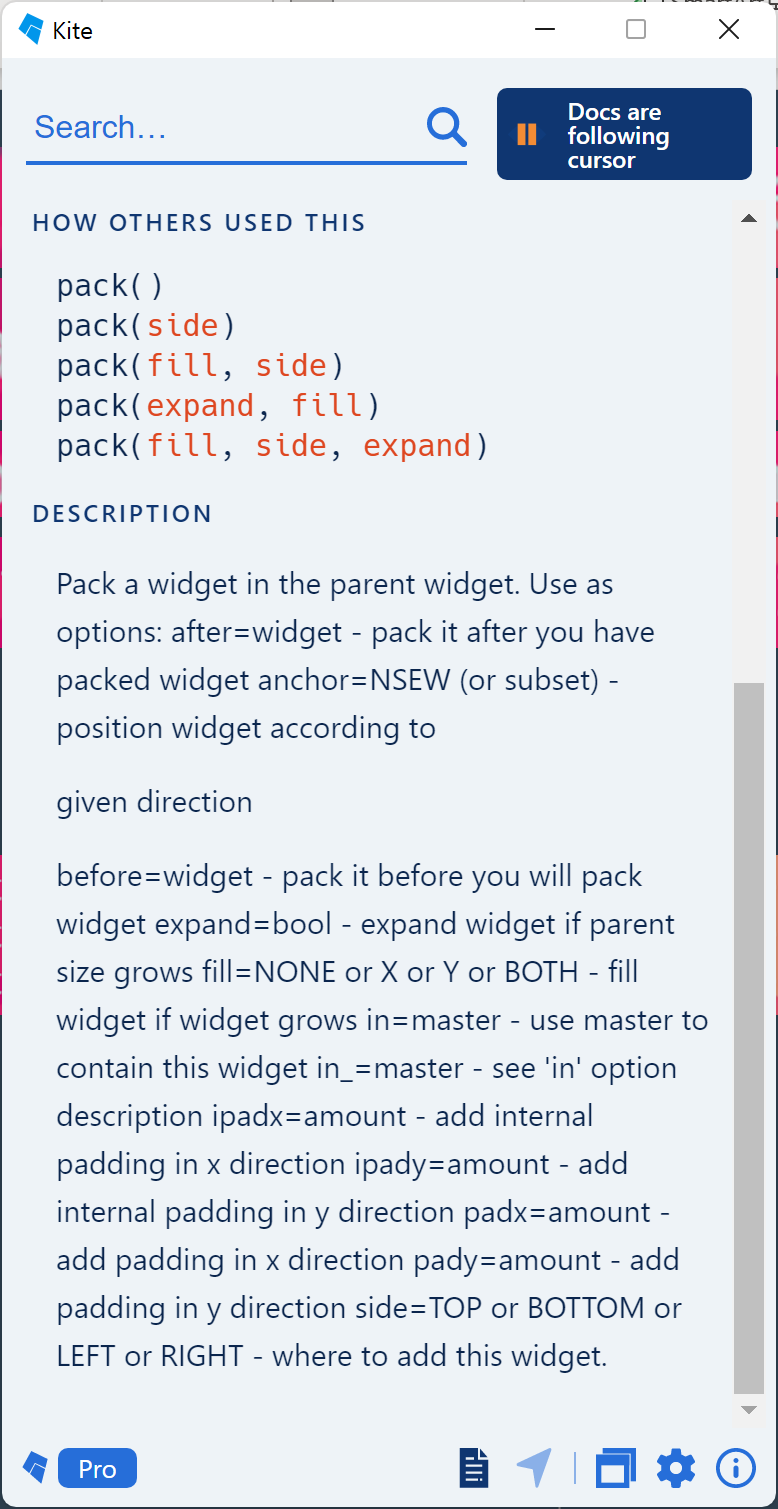 Kite
Search…
Docs are
following
cursor
HOW OTHERS USED THIS
pack()
pack(side)
pack(fill, side)
pack(expand, fill)
pack(fill, side, expand)
DESCRIPTION
Pack a widget in the parent widget. Use as
options: after=widget - pack it after you have
packed widget anchor=NSEW (or subset) -
position widget according to
given direction
before=widget - pack it before you will pack
widget expand=bool - expand widget if parent
size grows fill=NONE or X or Y or BOTH - fill
widget if widget grows in=master - use master to
contain this widget in_=master - see 'in' option
description ipadx=amount - add internal
padding in x direction ipady=amount - add
internal padding in y direction padx=amount -
add padding in x direction pady=amount - add
padding in y direction side=TOP or BOTTOM or
LEFT or RIGHT - where to add this widget.
Pro